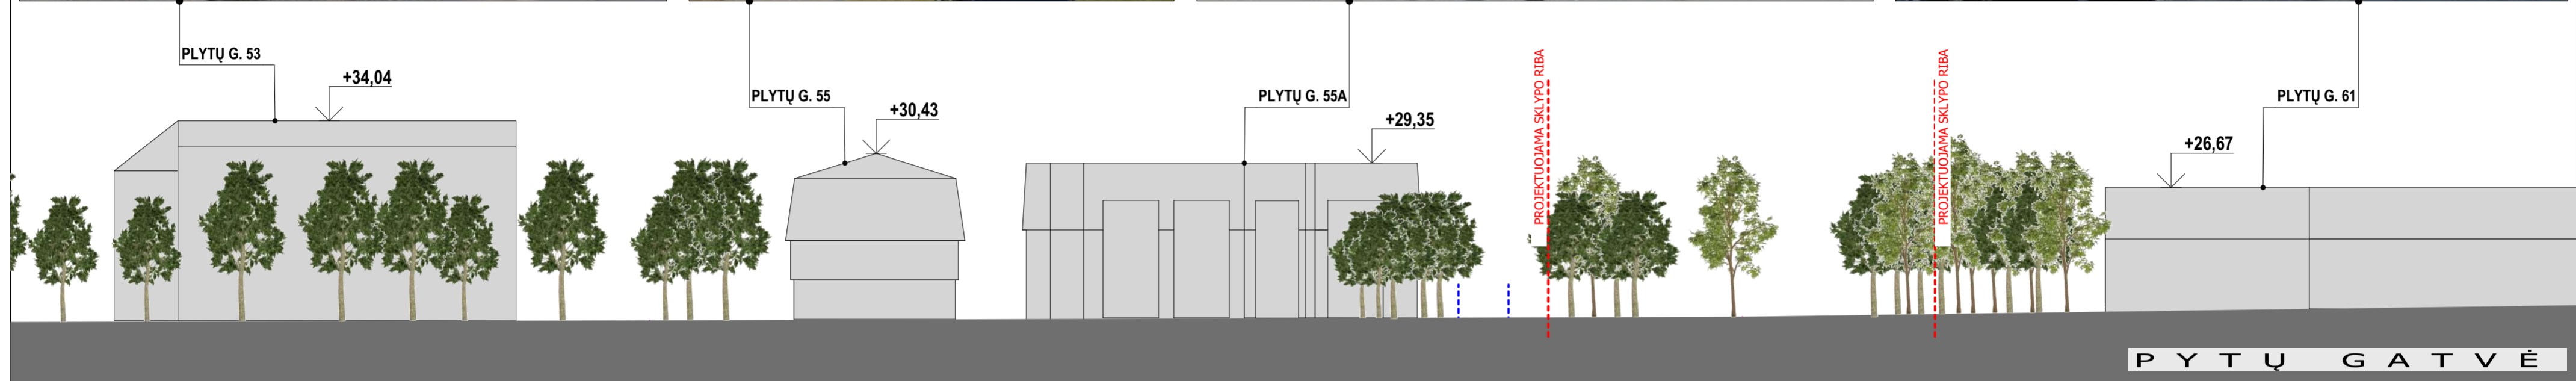 PLYTŲ G. 53
+34,04
PLYTŲ G. 55
+30,43
PLYTŲ G. 55A
+29,35
PROJEKTUOJAMA SKLYPO RIBA
PROJEKTUOJAMA SKLYPO RIBA
PLYTŲ G. 61
+26,67
PYTŲ GATVĖ